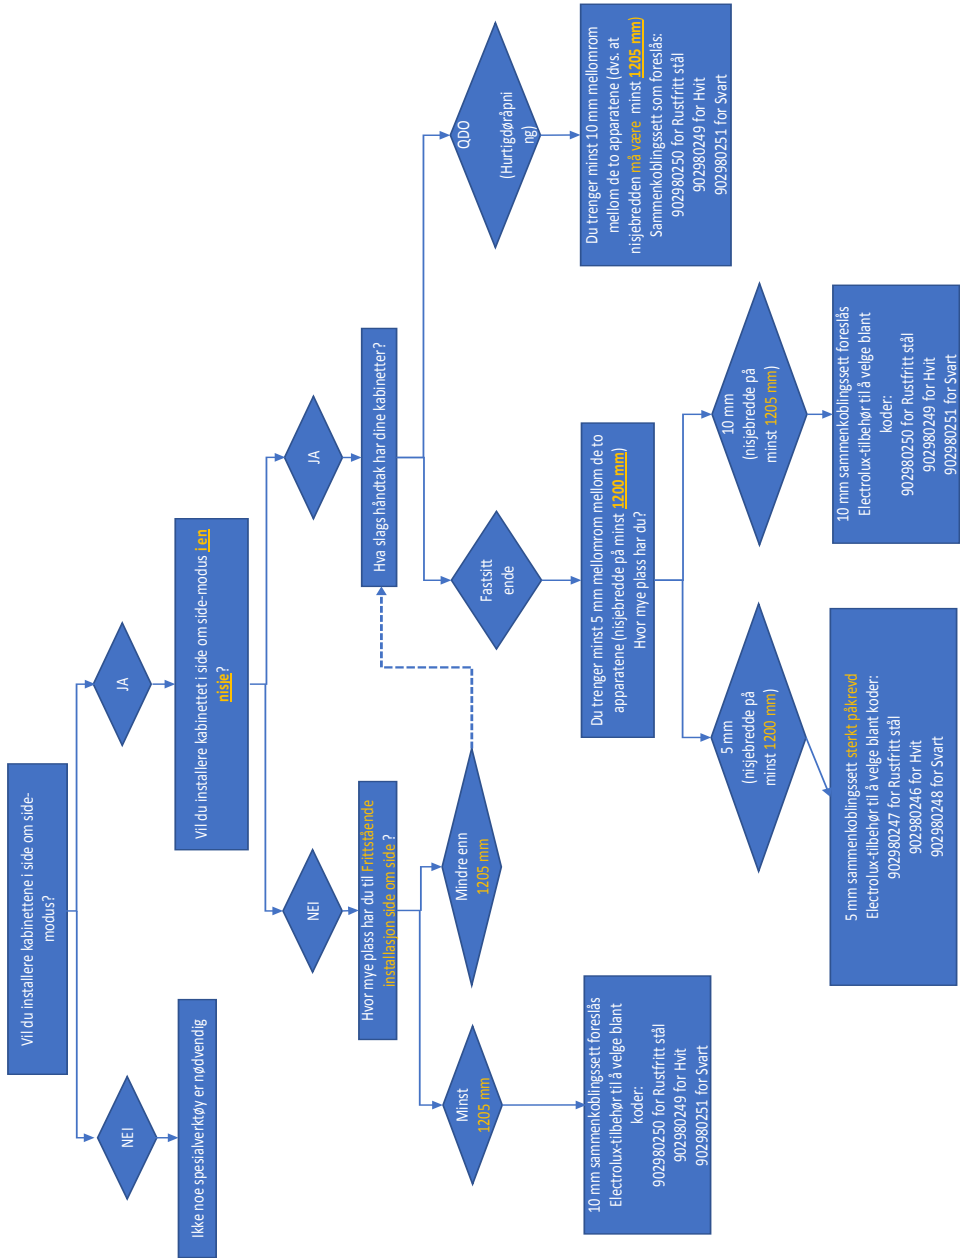 Vil du installere kabinettene i side om side-
modus?
NEI
JA
Ikke noe spesialverktøy er nødvendig
Vil du installere kabinettet i side om side-modus i en
nisje?
NEI
JA
Hvor mye plass har du til Frittstående
installasjon side om side ?
Hva slags håndtak har dine kabinetter?
Minst
1205 mm
Mindre enn
1205 mm
Fastsitt
ende
QDO
(Hurtigdøråpni
ng)
10 mm sammenkoblingssett foreslås
Electrolux-tilbehør til å velge blant
koder:
902980250 for Rustfritt stål
902980249 for Hvit
902980251 for Svart
Du trenger minst 5 mm mellomrom mellom de to
apparatene (nisjebredde på minst 1200 mm)
Hvor mye plass har du?
Du trenger minst 10 mm mellomrom
mellom de to apparatene (dvs. at
nisjebredden må være minst 1205 mm)
Sammenkoblingssett som foreslås:
902980250 for Rustfritt stål
902980249 for Hvit
902980251 for Svart
5 mm
(nisjebredde på
minst 1200 mm)
10 mm
(nisjebredde på
minst 1205 mm)
5 mm sammenkoblingssett sterkt påkrevd
Electrolux-tilbehør til å velge blant koder:
902980247 for Rustfritt stål
902980246 for Hvit
902980248 for Svart
10 mm sammenkoblingssett foreslås
Electrolux-tilbehør til å velge blant
koder:
902980250 for Rustfritt stål
902980249 for Hvit
902980251 for Svart